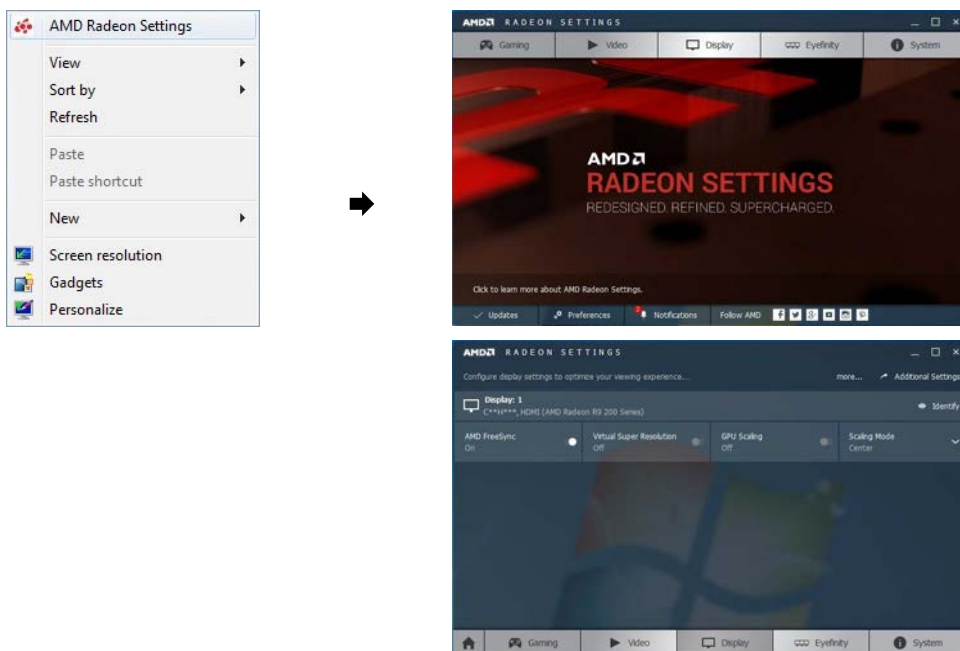 AMD Radeon Settings
View
Sort by
Refresh
Paste
Paste shortcut
New
Screen resolution
Gadgets
Personalize
AMD RADEON SETTINGS
Gaming Video Display Eyefinity System
AMD
RADEON SETTINGS
REDESIGNED. REFINED. SUPERCHARGED.
Click to learn more about AMD Radeon Settings.
Updates Preferences 2 Notifications Follow AMD
AMD RADEON SETTINGS
Configure display settings to optimize your viewing experience... more... Additional Settings
Display: 1
C**H***, HDMI (AMD Radeon R9 200 Series) Identify
AMD FreeSync Virtual Super Resolution GPU Scaling Scaling Mode
On Off Off Center
Gaming Video Display Eyefinity System